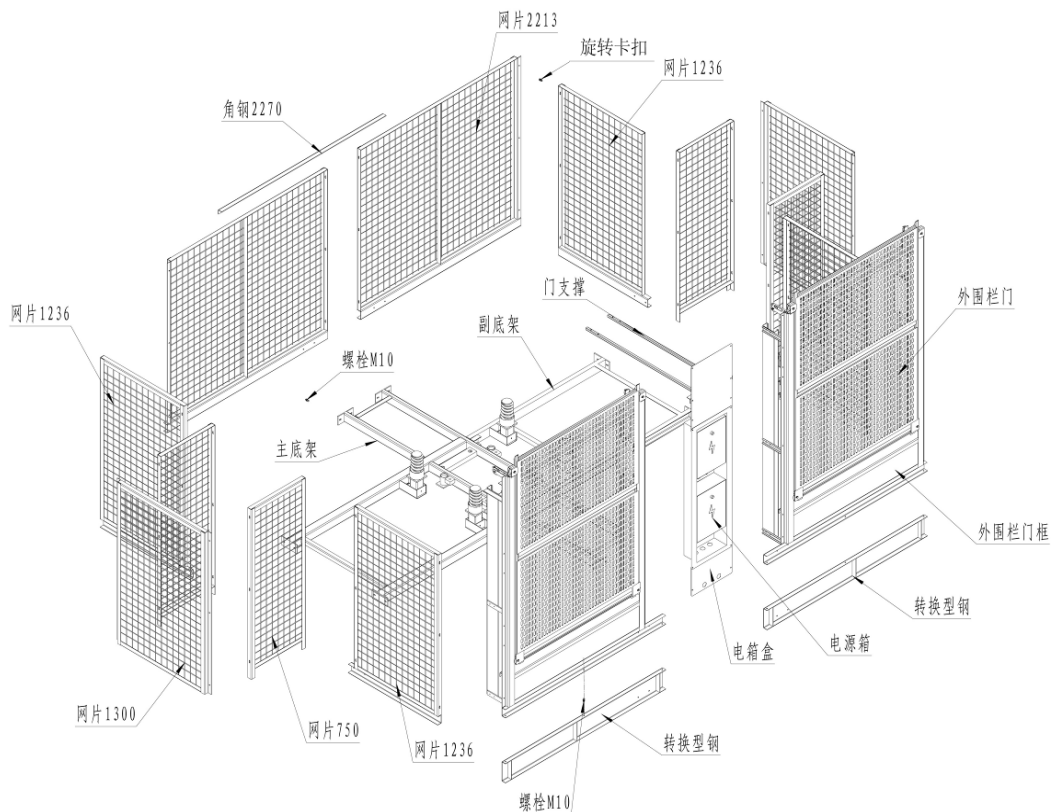 网片2213
旋转卡扣
网片1236
角钢2270
门支撑
外围栏门
网片1236
副底架
螺栓M10
主底架
外围栏门框
转换型钢
电源箱
电箱盒
网片1300
网片750
网片1236
转换型钢
螺栓M10